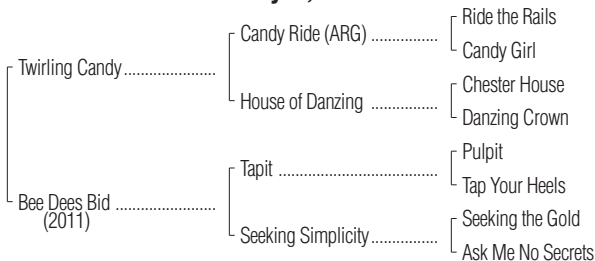 Ride the Rails
Candy Ride (ARG) ................
Candy Girl
Twirling Candy ......................
Chester House
House of Danzing ................
Danzing Crown
Pulpit
Tapit ......................................
Tap Your Heels
Bee Dees Bid ........................
(2011)
Seeking the Gold
Seeking Simplicity ................
Ask Me No Secrets